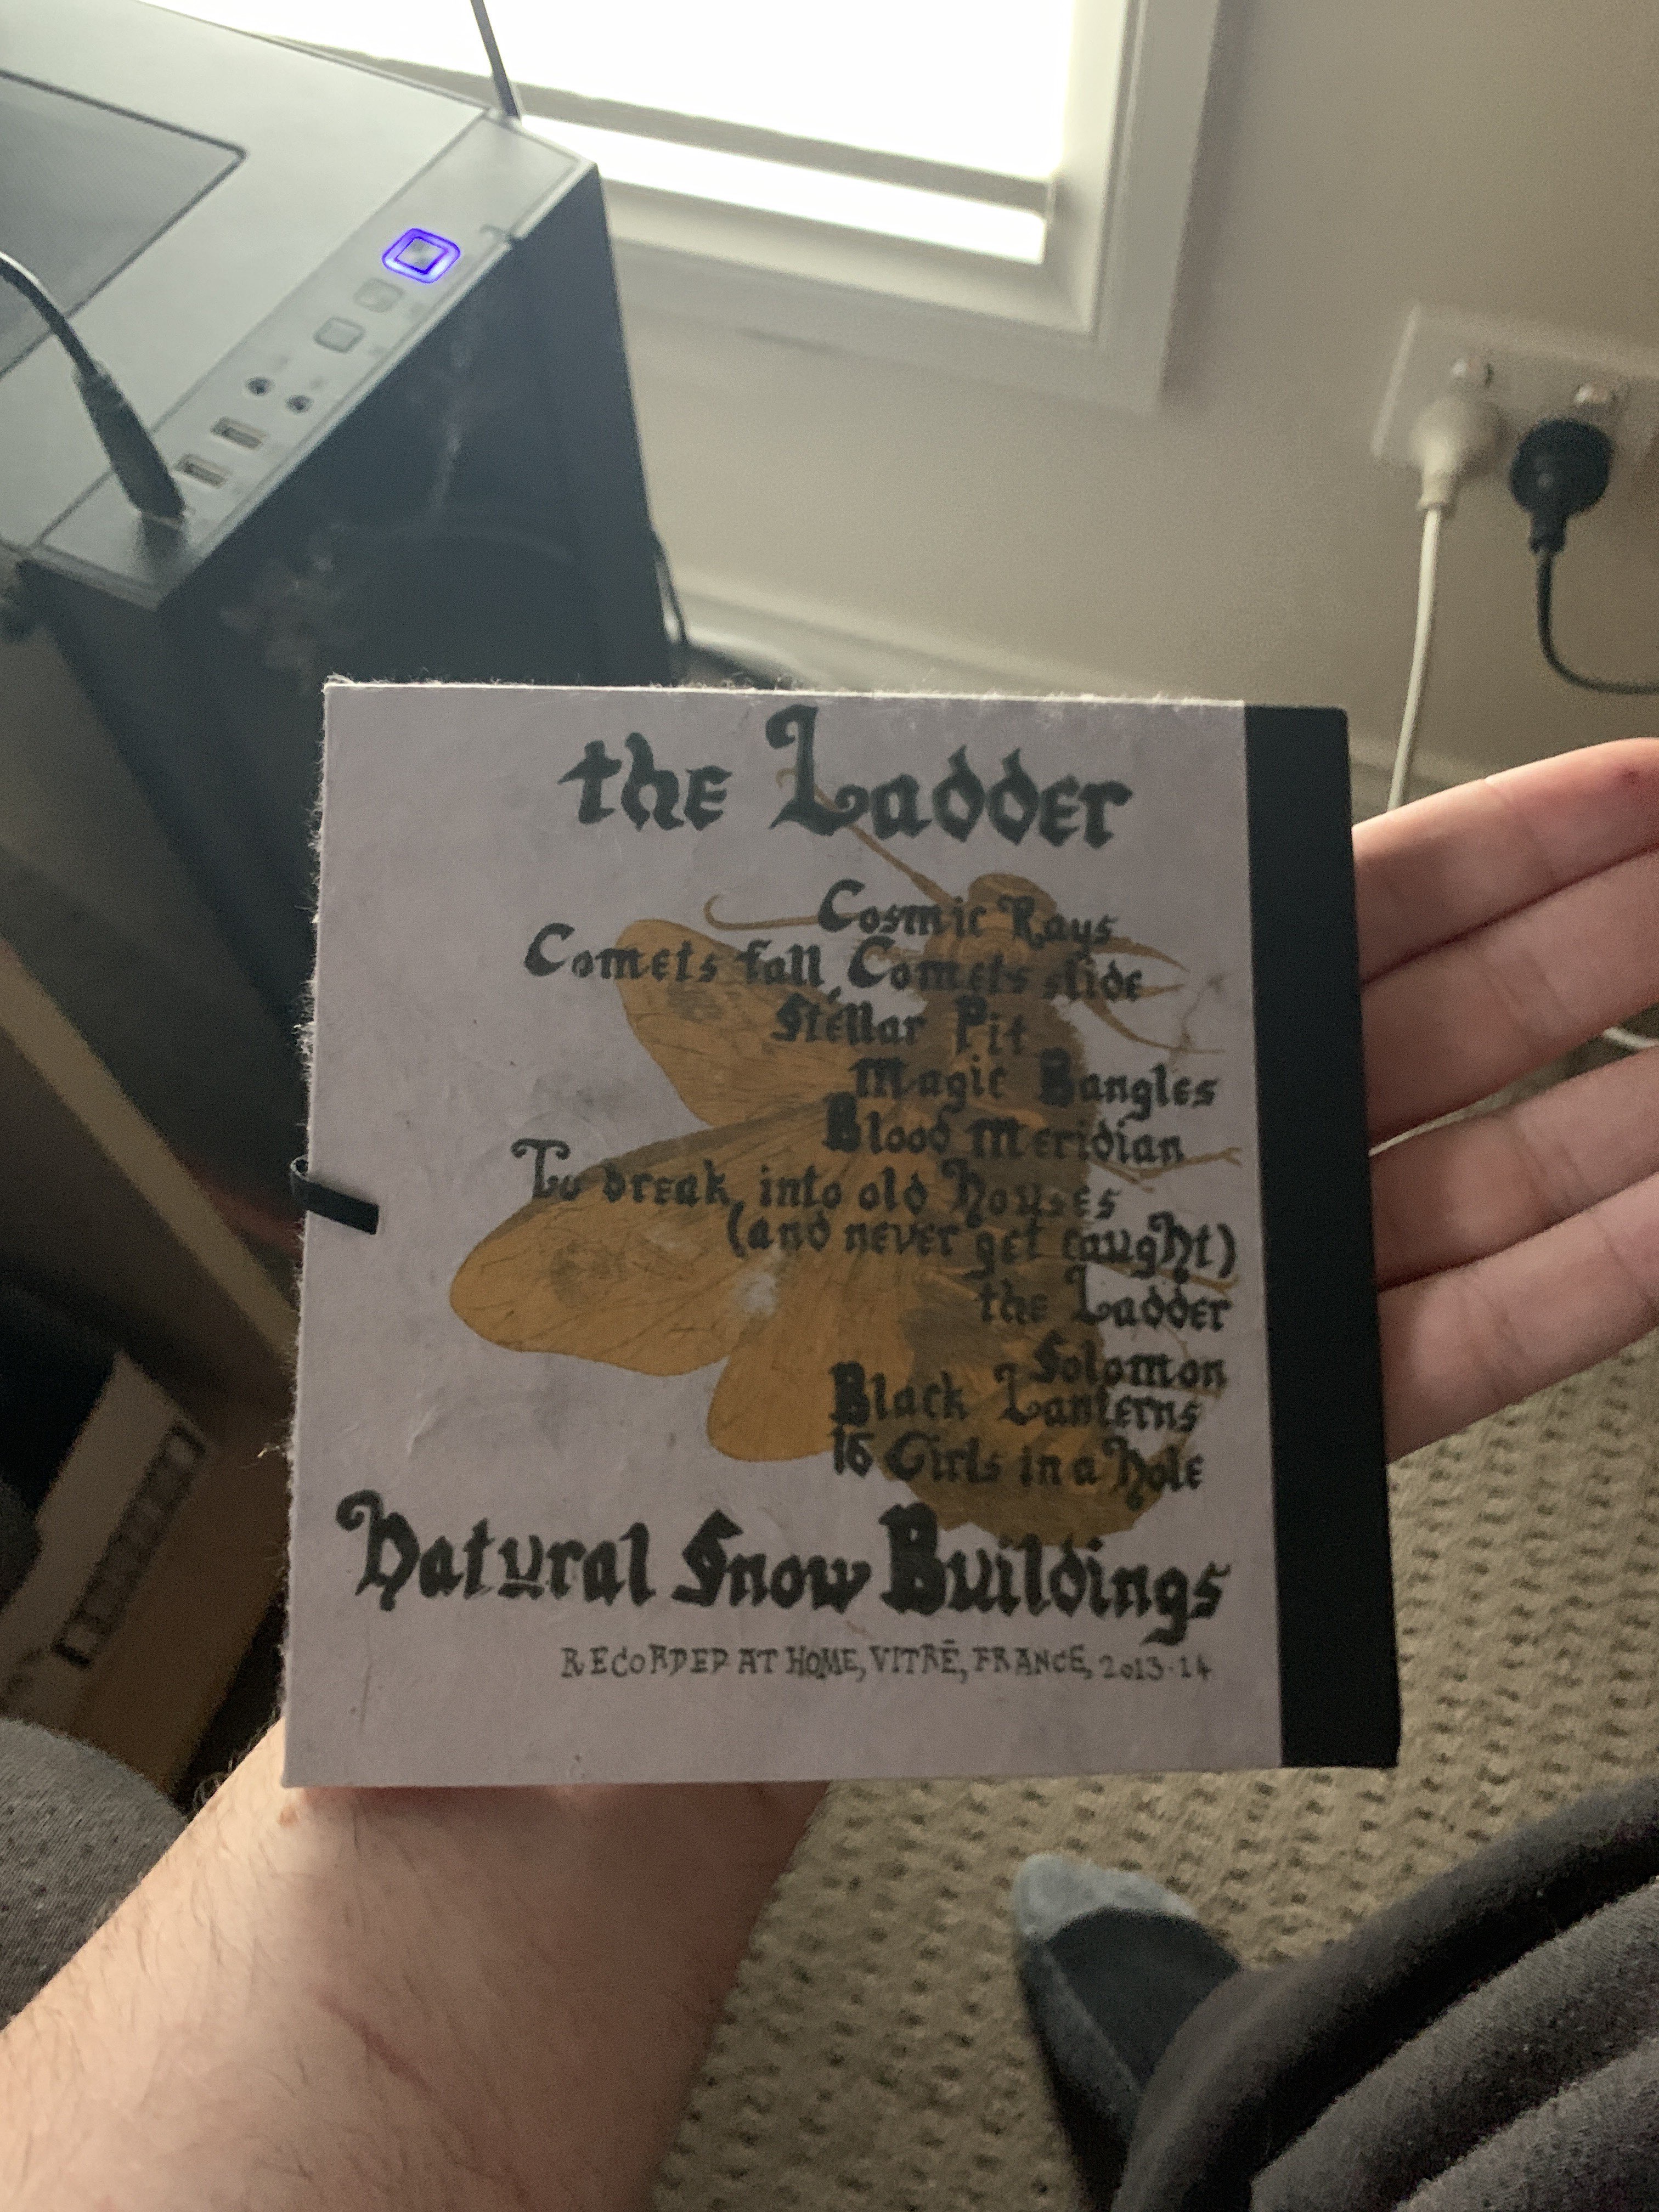 the Ladder
Cosmic Rays
Comets fall, Comets slide
Stellar Pit
Magic Bangles
Blood Meridian
To break into old houses
(and never get caught)
the Ladder
Solomon
Black Lanterns
16 Girls in a hole
Natural Snow Buildings
RECORDED AT HOME, VITRÉ, FRANCE, 2013-14